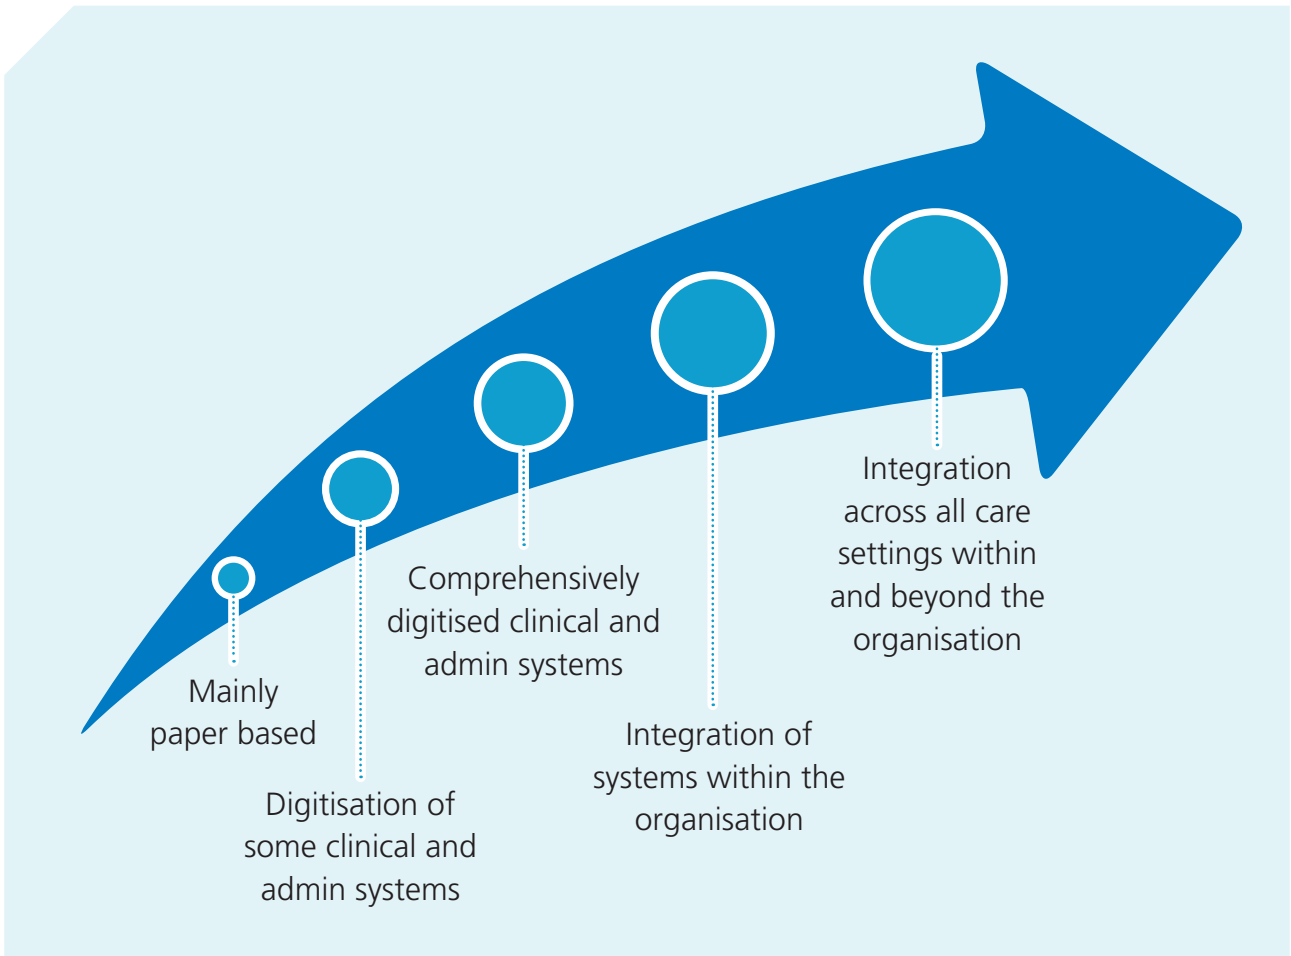 Mainly
paper based
Digitisation of
some clinical and
admin systems
Comprehensively
digitised clinical and
admin systems
Integration of
systems within the
organisation
Integration
across all care
settings within
and beyond the
organisation